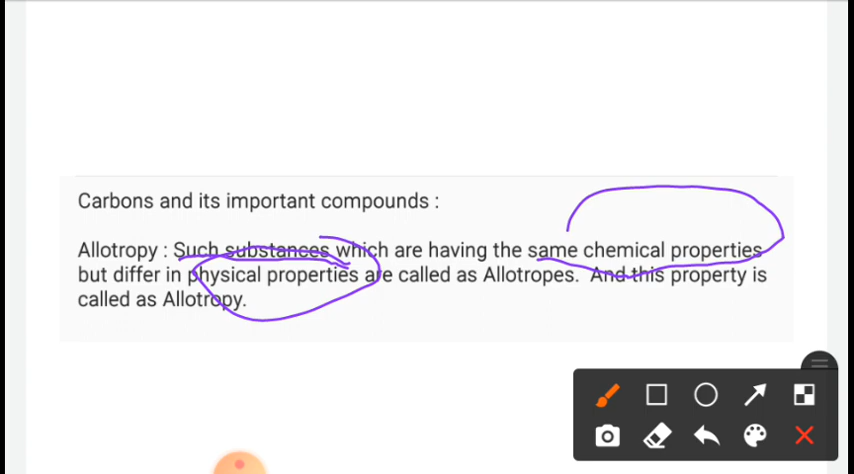 Carbons and its important compounds :
Allotropy : Such substances which are having the same chemical properties
but differ in physical properties are called as Allotropes. And this property is
called as Allotropy.